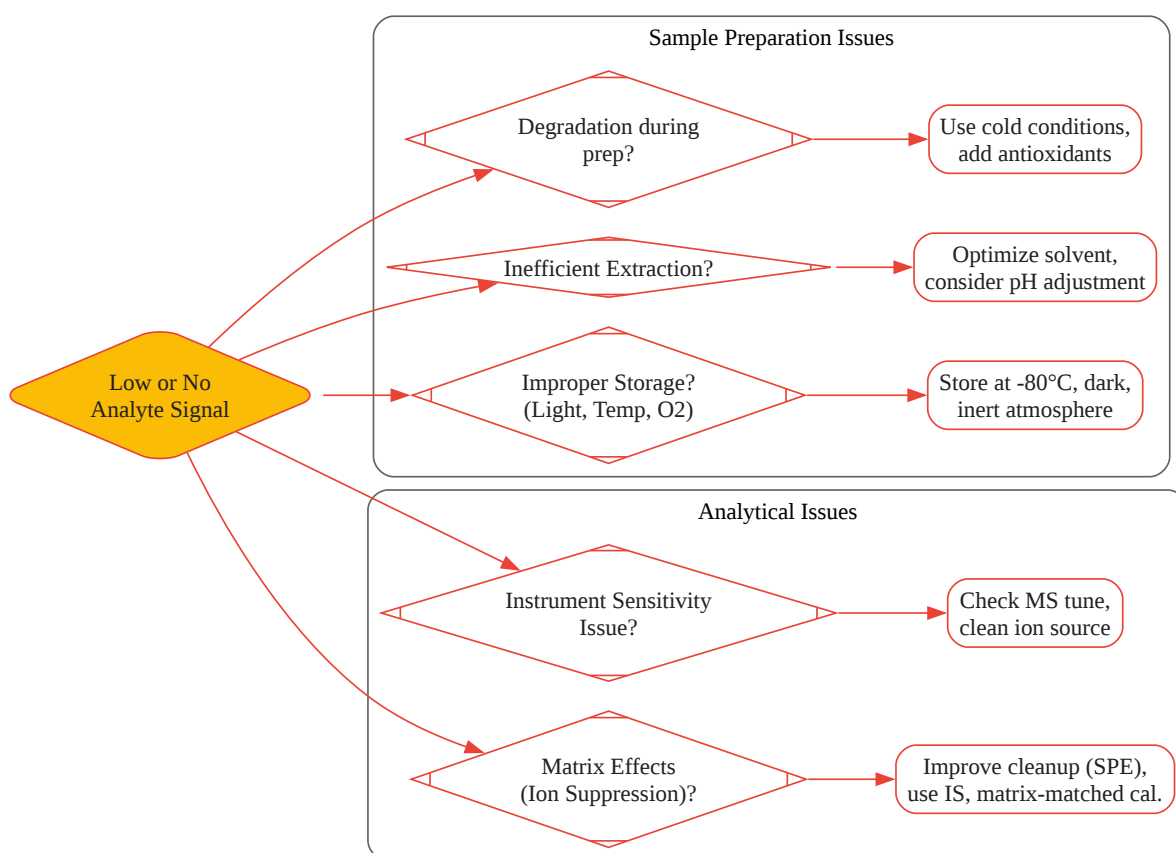 Sample Preparation Issues
Degradation during
prep?
Use cold conditions,
add antioxidants
Inefficient Extraction?
Optimize solvent,
consider pH adjustment
Low or No
Analyte Signal
Improper Storage?
(Light, Temp, O2)
Store at -80°C, dark,
inert atmosphere
Analytical Issues
Instrument Sensitivity
Issue?
Check MS tune,
clean ion source
Matrix Effects
(Ion Suppression)?
Improve cleanup (SPE),
use IS, matrix-matched cal.